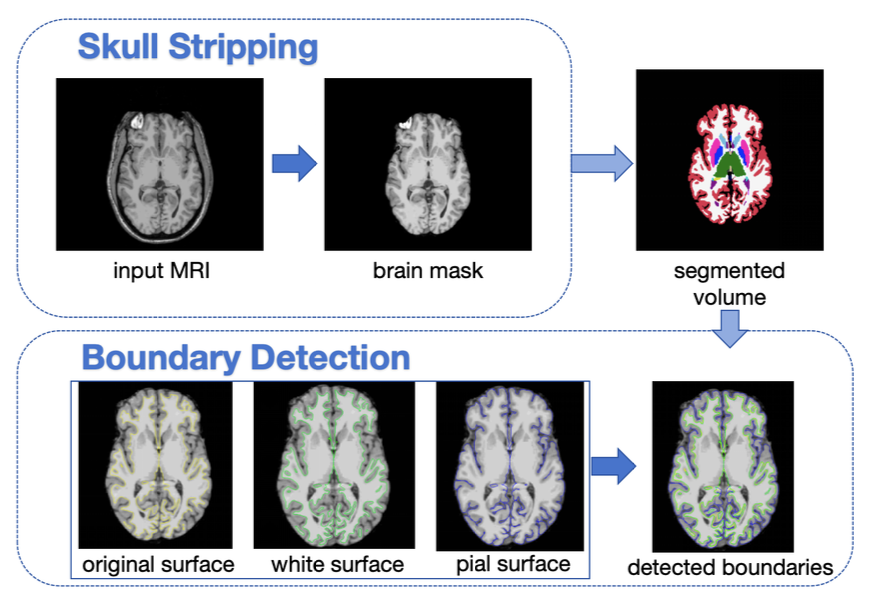 Skull Stripping
input MRI
brain mask
segmented
volume
Boundary Detection
original surface
white surface
pial surface
detected boundaries